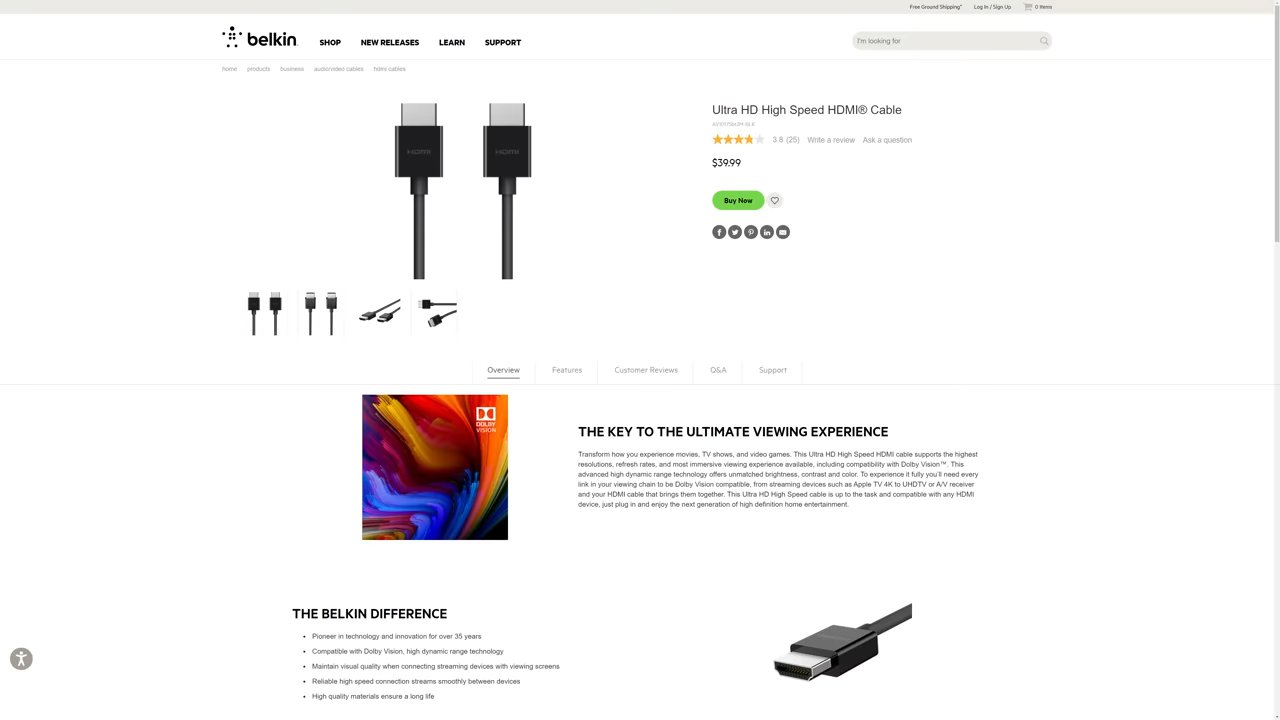 Free Ground Shipping*
Log In / Sign Up
0 Items
belkin
SHOP
NEW RELEASES
LEARN
SUPPORT
I'm looking for
home
products
business
audio/video cables
hdmi cables
HDMI
HDMI
Ultra HD High Speed HDMI® Cable
3.8 (25) Write a review Ask a question
$39.99
Buy Now
Overview
Features
Customer Reviews
Q&A
Support
DOLBY
VISION
THE KEY TO THE ULTIMATE VIEWING EXPERIENCE
Transform how you experience movies, TV shows, and video games. This Ultra HD High Speed HDMI cable supports the highest
resolutions, refresh rates, and most immersive viewing experience available, including compatibility with Dolby Vision™. This
advanced high dynamic range technology offers unmatched brightness, contrast and color. To experience it fully you'll need every
link in your viewing chain to be Dolby Vision compatible, from streaming devices such as Apple TV 4K to UHDTV or A/V receiver
and your HDMI cable that brings them together. This Ultra HD High Speed cable is up to the task and compatible with any HDMI
device, just plug in and enjoy the next generation of high definition home entertainment.
THE BELKIN DIFFERENCE
• Pioneer in technology and innovation for over 35 years
• Compatible with Dolby Vision, high dynamic range technology
• Maintain visual quality when connecting streaming devices with viewing screens
• Reliable high speed connection streams smoothly between devices
• High quality materials ensure a long life